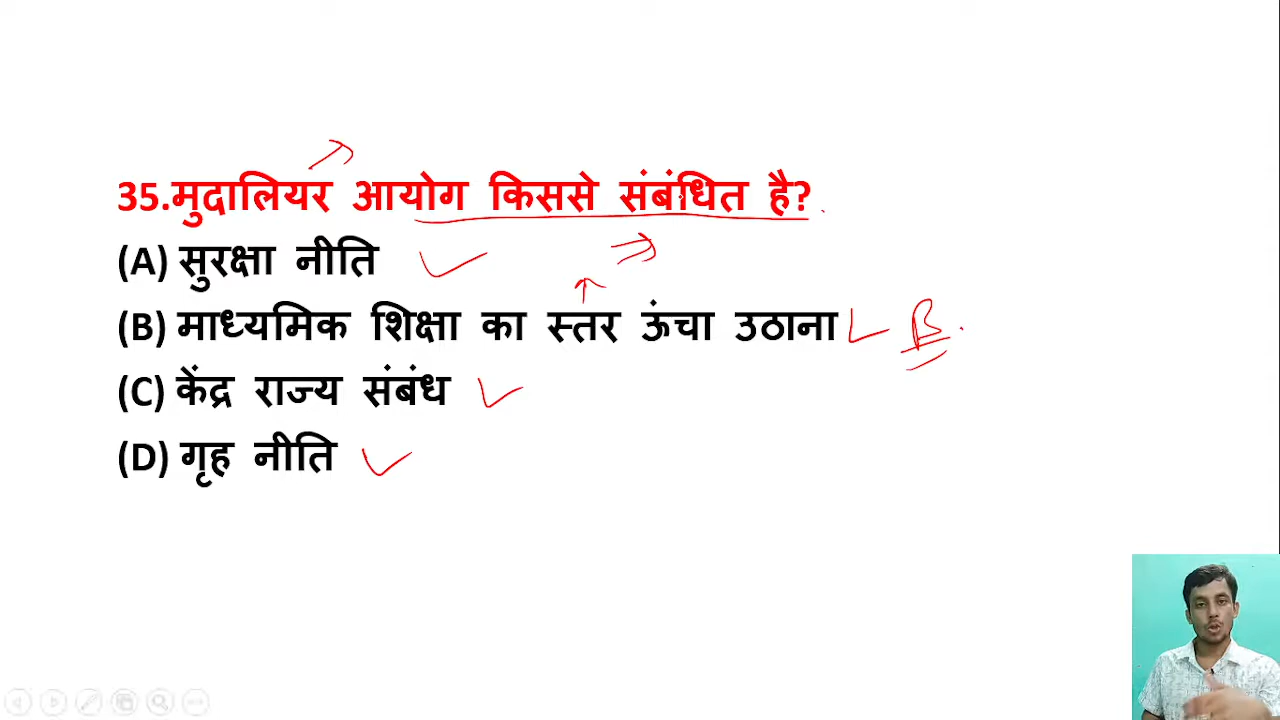 35.मुदालियर आयोग किससे संबंधित है?
(A) सुरक्षा नीति
(B) माध्यमिक शिक्षा का स्तर ऊंचा उठाना B
(C) केंद्र राज्य संबंध
(D) गृह नीति